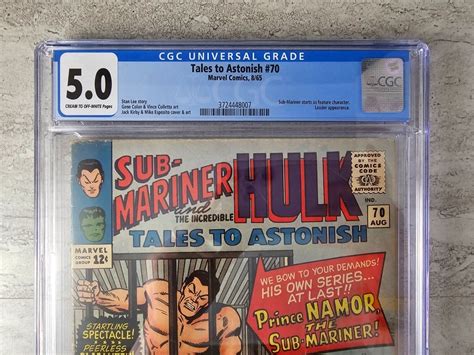 CGC UNIVERSAL GRADE
5.0
CREAM TO OFF-WHITE Pages
Tales to Astonish #70
Marvel Comics, 8/65
Stan Lee story
Gene Colan & Vince Colletta art
Jack Kirby & Mike Esposito cover & art
3724448007
Sub-Mariner starts as feature character.
Leader appearance.
CGC
SUB-
MARINER
and
THE INCREDIBLE
HULK
TALES TO ASTONISH
APPROVED
BY THE
COMICS
CODE
AUTHORITY
MARVEL
COMICS
GROUP
12¢
IND.
70
AUG
STARTLING
SPECTACLE!
PEERLESS
WE BOW TO YOUR DEMANDS!
HIS OWN SERIES...
AT LAST!!
Prince NAMOR,
THE
SUB-MARINER!